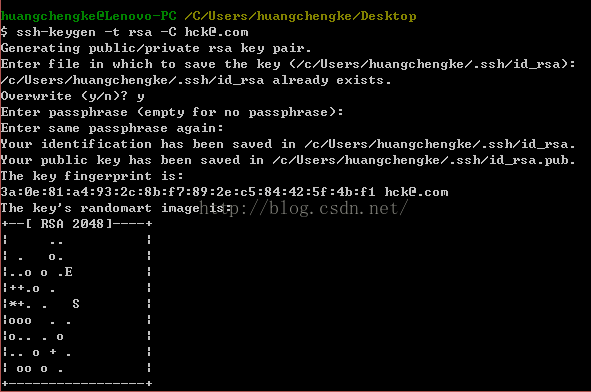 huangchengke@Lenovo-PC /C/Users/huangchengke/Desktop
$ ssh-keygen -t rsa -C hck@.com
Generating public/private rsa key pair.
Enter file in which to save the key (/c/Users/huangchengke/.ssh/id_rsa):
/c/Users/huangchengke/.ssh/id_rsa already exists.
Overwrite (y/n)? y
Enter passphrase (empty for no passphrase):
Enter same passphrase again:
Your identification has been saved in /c/Users/huangchengke/.ssh/id_rsa.
Your public key has been saved in /c/Users/huangchengke/.ssh/id_rsa.pub.
The key fingerprint is:
3a:0e:81:a4:93:2c:8b:f7:89:2e:c5:84:42:5f:4b:f1 hck@.com
The key's randomart image is:
http://blog.csdn.net/
+--[ RSA 2048]----+
¦      ..         ¦
¦ .    o.         ¦
¦..o o .E         ¦
¦++.o .           ¦
¦*+. .   S        ¦
¦ooo  . .         ¦
¦o.. . o          ¦
¦.. o + .         ¦
¦ oo o .          ¦
+-----------------+